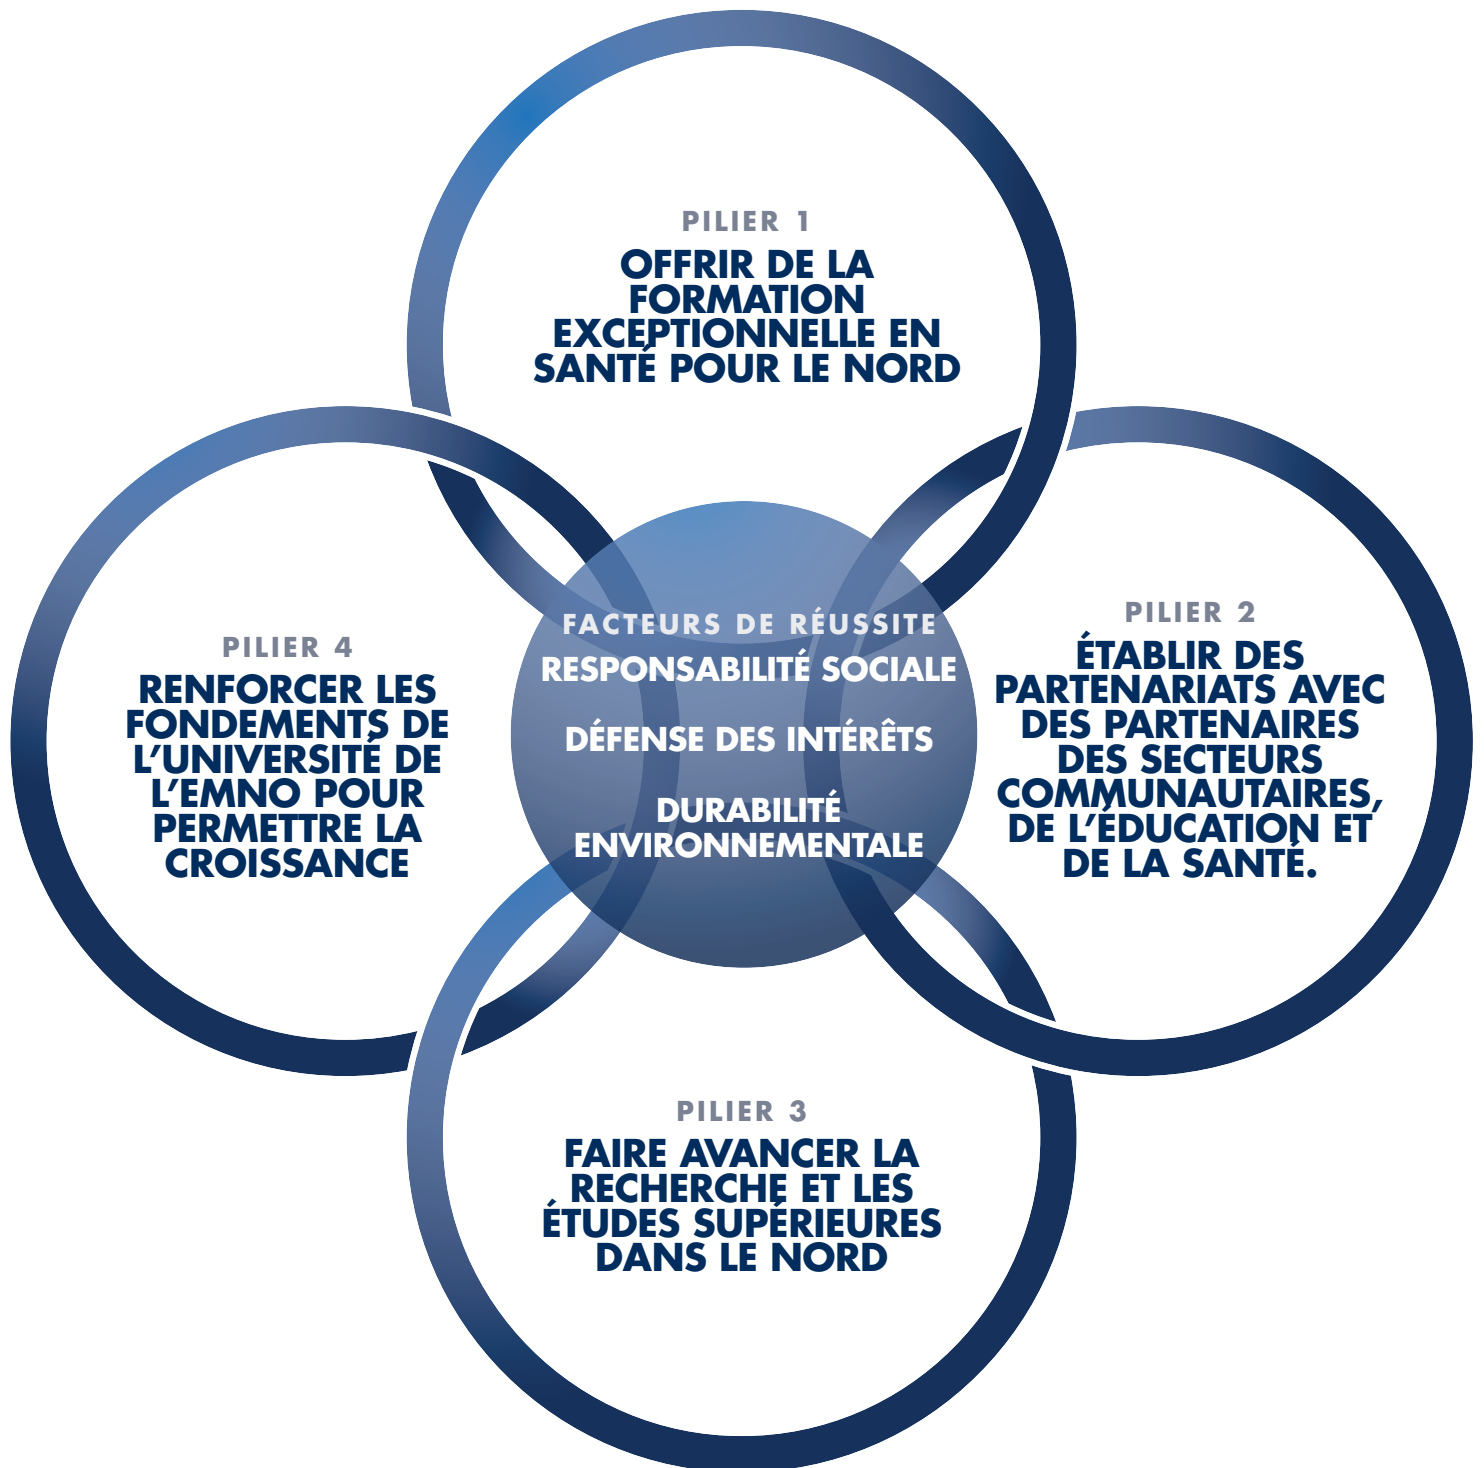 PILIER 1
OFFRIR DE LA
FORMATION
EXCEPTIONNELLE EN
SANTÉ POUR LE NORD
PILIER 2
ÉTABLIR DES
PARTENARIATS AVEC
DES PARTENAIRES
DES SECTEURS
COMMUNAUTAIRES,
DE L'ÉDUCATION ET
DE LA SANTÉ.
FACTEURS DE RÉUSSITE
RESPONSABILITÉ SOCIALE
DÉFENSE DES INTÉRÊTS
DURABILITÉ
ENVIRONNEMENTALE
PILIER 4
RENFORCER LES
FONDEMENTS DE
L'UNIVERSITÉ DE
L'EMNO POUR
PERMETTRE LA
CROISSANCE
PILIER 3
FAIRE AVANCER LA
RECHERCHE ET LES
ÉTUDES SUPÉRIEURES
DANS LE NORD